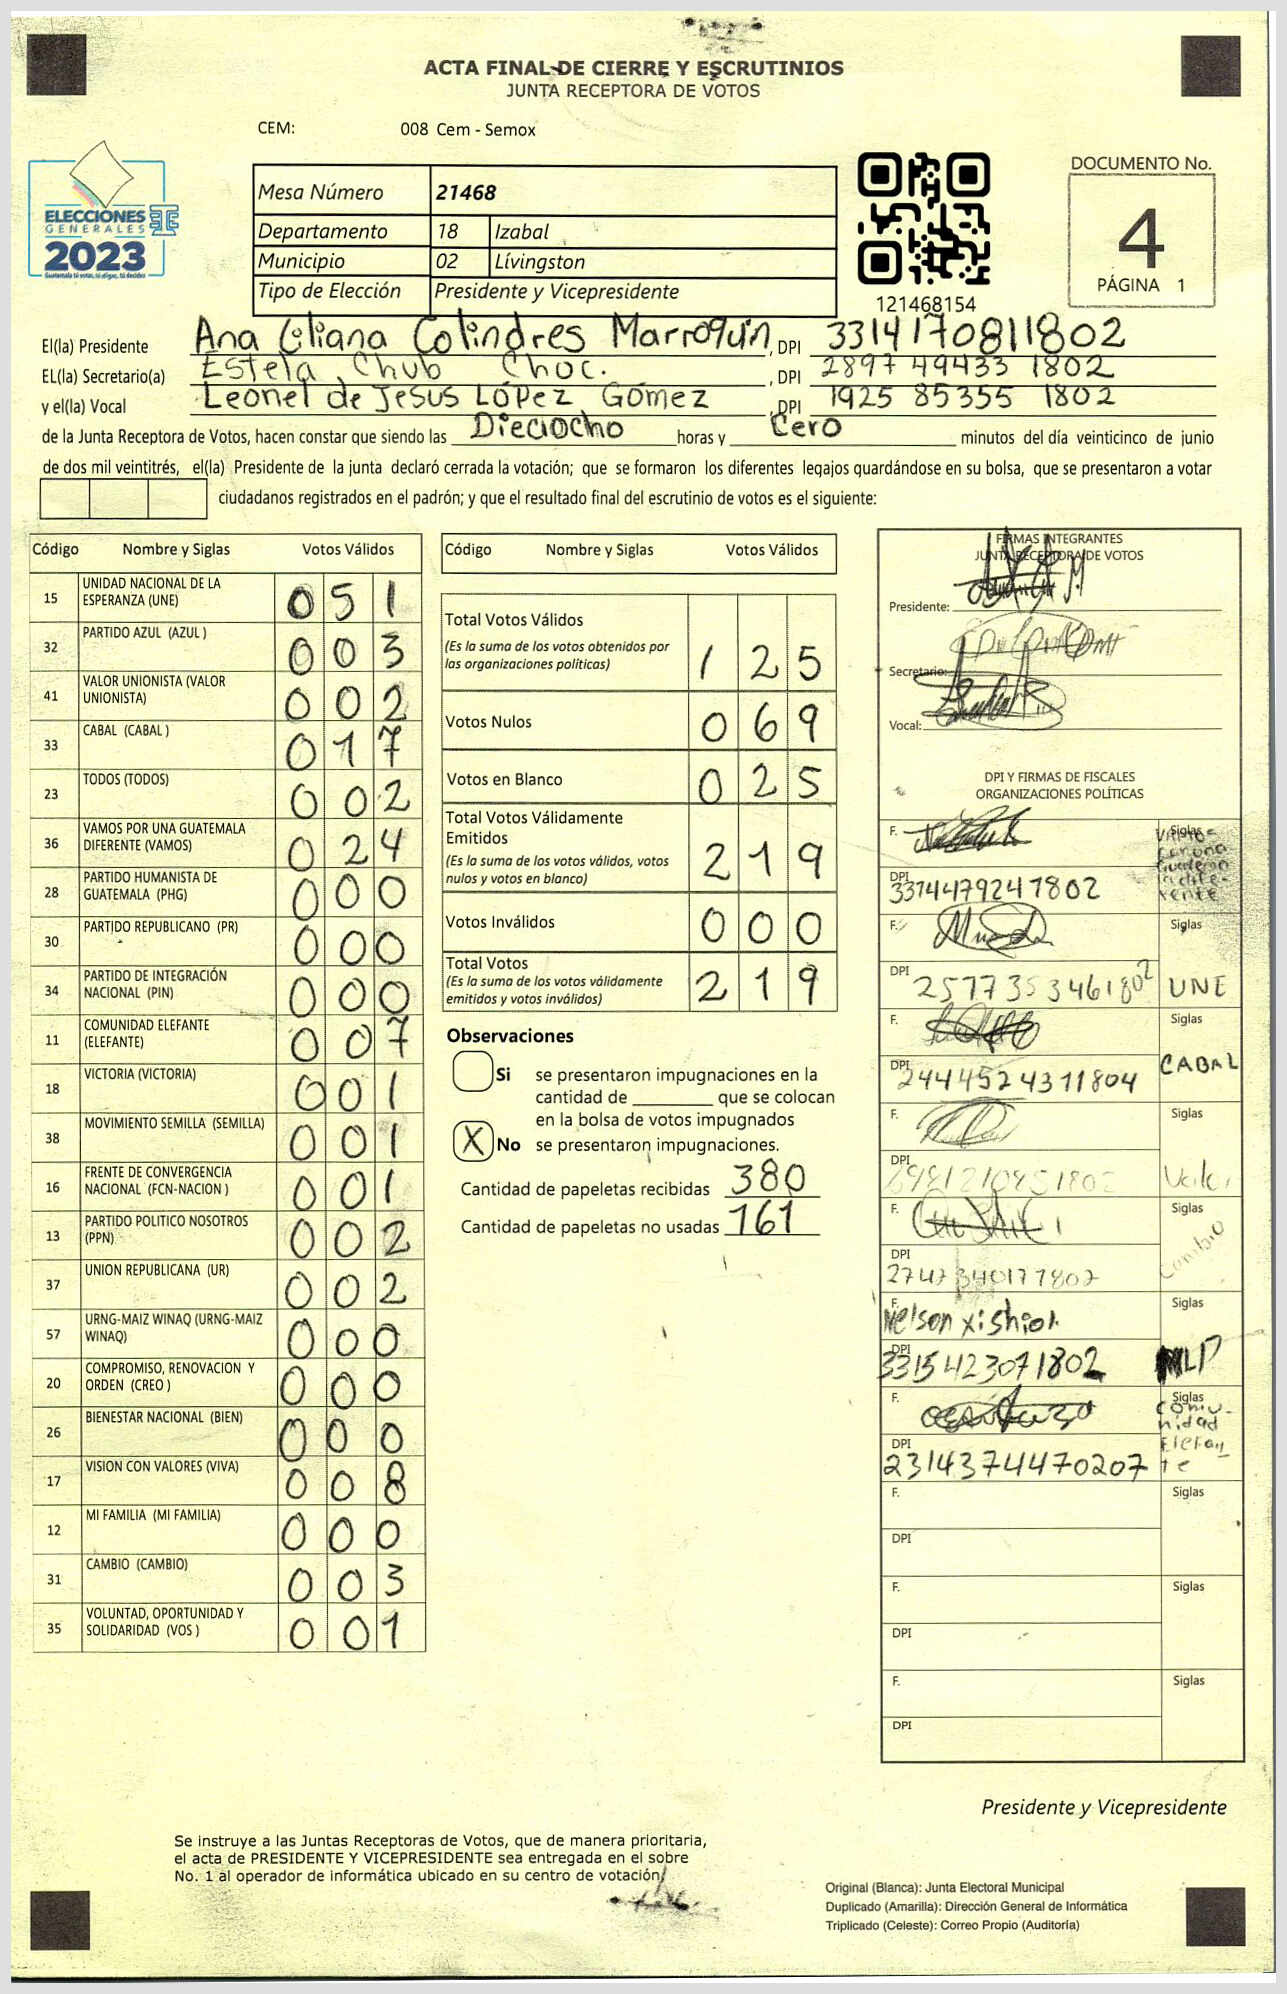 ACTA FINAL DE CIERRE Y ESCRUTINIOS
JUNTA RECEPTORA DE VOTOS
CEM: 008 Cem - Semox
ELECCIONES
GENERALES
2023
Guatemala tú votas, tú eliges, tú decides
Mesa Número 21468
Departamento 18 Izabal
Municipio 02 Lívingston
Tipo de Elección Presidente y Vicepresidente
121468154
DOCUMENTO No.
4
PÁGINA 1
El(la) Presidente Ana Liliana Colindres Marroquin, DPI 3314170811802
EL(la) Secretario(a) Estela Chub Choc. , DPI 2897 49433 1802
y el(la) Vocal Leonel de Jesus López Gómez , DPI 1925 85355 1802
de la Junta Receptora de Votos, hacen constar que siendo las Dieciocho horas y Cero minutos del día veinticinco de junio
de dos mil veintitrés, el(la) Presidente de la junta declaró cerrada la votación; que se formaron los diferentes legajos guardándose en su bolsa, que se presentaron a votar
ciudadanos registrados en el padrón; y que el resultado final del escrutinio de votos es el siguiente:
Código Nombre y Siglas Votos Válidos
15 UNIDAD NACIONAL DE LA ESPERANZA (UNE) 0 5 1
32 PARTIDO AZUL (AZUL ) 0 0 3
41 VALOR UNIONISTA (VALOR UNIONISTA) 0 0 2
33 CABAL (CABAL ) 0 1 7
23 TODOS (TODOS) 0 0 2
36 VAMOS POR UNA GUATEMALA DIFERENTE (VAMOS) 0 2 4
28 PARTIDO HUMANISTA DE GUATEMALA (PHG) 0 0 0
30 PARTIDO REPUBLICANO (PR) 0 0 0
34 PARTIDO DE INTEGRACIÓN NACIONAL (PIN) 0 0 0
11 COMUNIDAD ELEFANTE (ELEFANTE) 0 0 7
18 VICTORIA (VICTORIA) 0 0 1
38 MOVIMIENTO SEMILLA (SEMILLA) 0 0 1
16 FRENTE DE CONVERGENCIA NACIONAL (FCN-NACION ) 0 0 1
13 PARTIDO POLITICO NOSOTROS (PPN) 0 0 2
37 UNION REPUBLICANA (UR) 0 0 2
57 URNG-MAIZ WINAQ (URNG-MAIZ WINAQ) 0 0 0
20 COMPROMISO, RENOVACION Y ORDEN (CREO ) 0 0 0
26 BIENESTAR NACIONAL (BIEN) 0 0 0
17 VISION CON VALORES (VIVA) 0 0 8
12 MI FAMILIA (MI FAMILIA) 0 0 0
31 CAMBIO (CAMBIO) 0 0 3
35 VOLUNTAD, OPORTUNIDAD Y SOLIDARIDAD (VOS ) 0 0 1
Código Nombre y Siglas Votos Válidos
Total Votos Válidos
(Es la suma de los votos obtenidos por
las organizaciones políticas) 1 2 5
Votos Nulos 0 6 9
Votos en Blanco 0 2 5
Total Votos Válidamente
Emitidos
(Es la suma de los votos válidos, votos
nulos y votos en blanco) 2 1 9
Votos Inválidos 0 0 0
Total Votos
(Es la suma de los votos válidamente
emitidos y votos inválidos) 2 1 9
Observaciones
Si se presentaron impugnaciones en la
cantidad de ________ que se colocan
en la bolsa de votos impugnados
X No se presentaron impugnaciones.
Cantidad de papeletas recibidas 380
Cantidad de papeletas no usadas 161
FIRMAS INTEGRANTES
JUNTA RECEPTORA DE VOTOS
Presidente:
Secretario:
Vocal:
DPI Y FIRMAS DE FISCALES
ORGANIZACIONES POLÍTICAS
F. Siglas
DPI 3314479241802
F. Siglas
DPI 2577353461802 UNE
F. Siglas
DPI 2444524311804 CABAL
F. Siglas
DPI Valor
F. Siglas
DPI 2747340171802 Cambio
F. Nelson Xi Siglas
DPI 3315423071802 MLP
F. Siglas
Comunidad Elefante
DPI 2314374470207
F. Siglas
DPI
F. Siglas
DPI
F. Siglas
DPI
Presidente y Vicepresidente
Se instruye a las Juntas Receptoras de Votos, que de manera prioritaria,
el acta de PRESIDENTE Y VICEPRESIDENTE sea entregada en el sobre
No. 1 al operador de informática ubicado en su centro de votación
Original (Blanca): Junta Electoral Municipal
Duplicado (Amarilla): Dirección General de Informática
Triplicado (Celeste): Correo Propio (Auditoría)